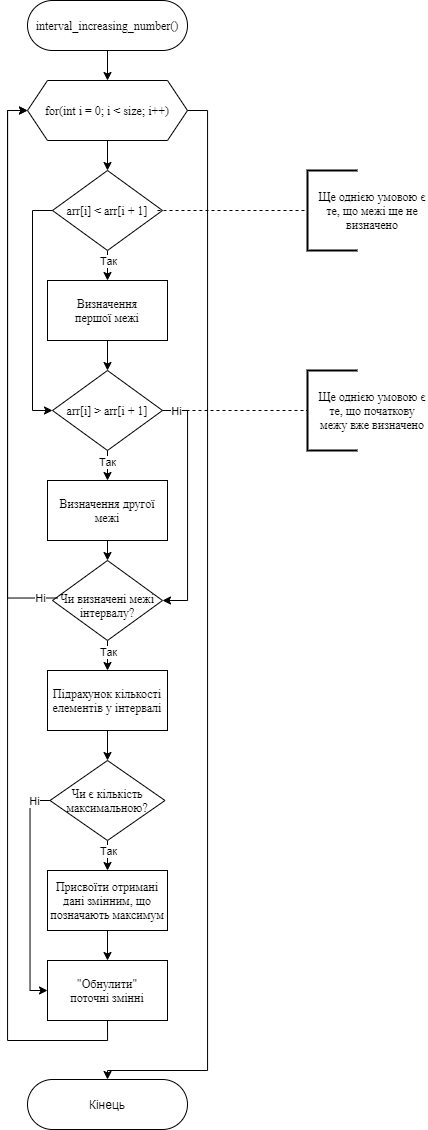 interval_increasing_number()
for(int i = 0; i < size; i++)
arr[i] < arr[i + 1]
Ще однією умовою є
те, що межі ще не
визначено
Так
Визначення
першої межі
arr[i] > arr[i + 1]
Ні
Ще однією умовою є
те, що початкову
межу вже визначено
Так
Визначення другої
межі
Ні
Чи визначені межі
інтервалу?
Так
Підрахунок кількості
елементів у інтервалі
Чи є кількість
максимальною?
Ні
Так
Присвоїти отримані
дані змінним, що
позначають максимум
"Обнулити"
поточні змінні
Кінець